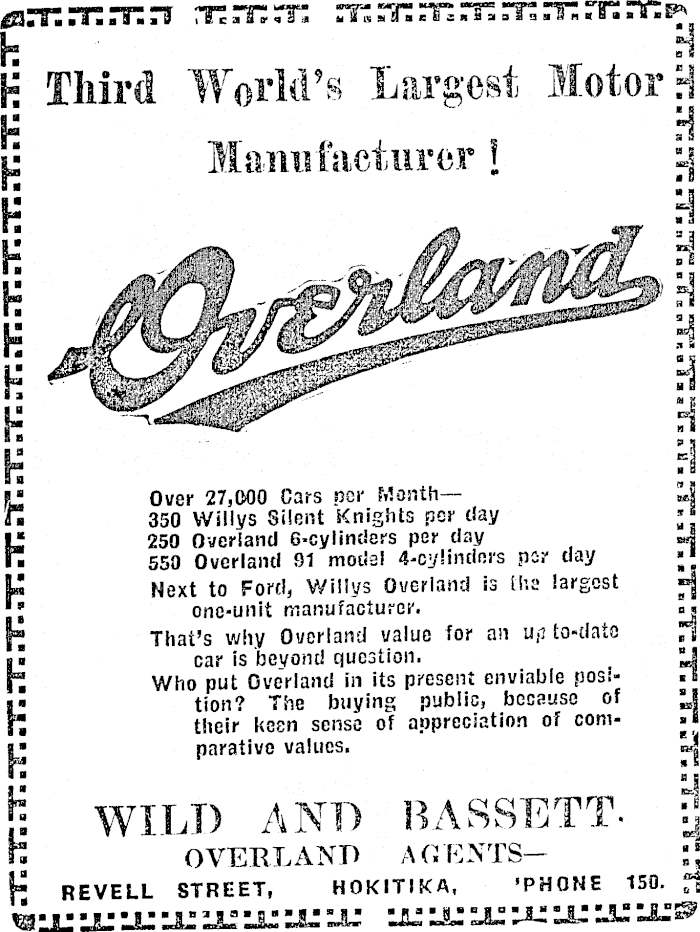 Third World's Largest Motor
Manufacturer!
Overland
Over 27,000 Cars per Month—
350 Willys Silent Knights per day
250 Overland 6-cylinders per day
550 Overland 91 model 4-cylinders per day
Next to Ford, Willys Overland is the largest
one-unit manufacturer.
That's why Overland value for an up to-date
car is beyond question.
Who put Overland in its present enviable posi-
tion? The buying public, because of
their keen sense of appreciation of com-
parative values.
WILD AND BASSETT.
OVERLAND AGENTS—
REVELL STREET, HOKITIKA, 'PHONE 150.